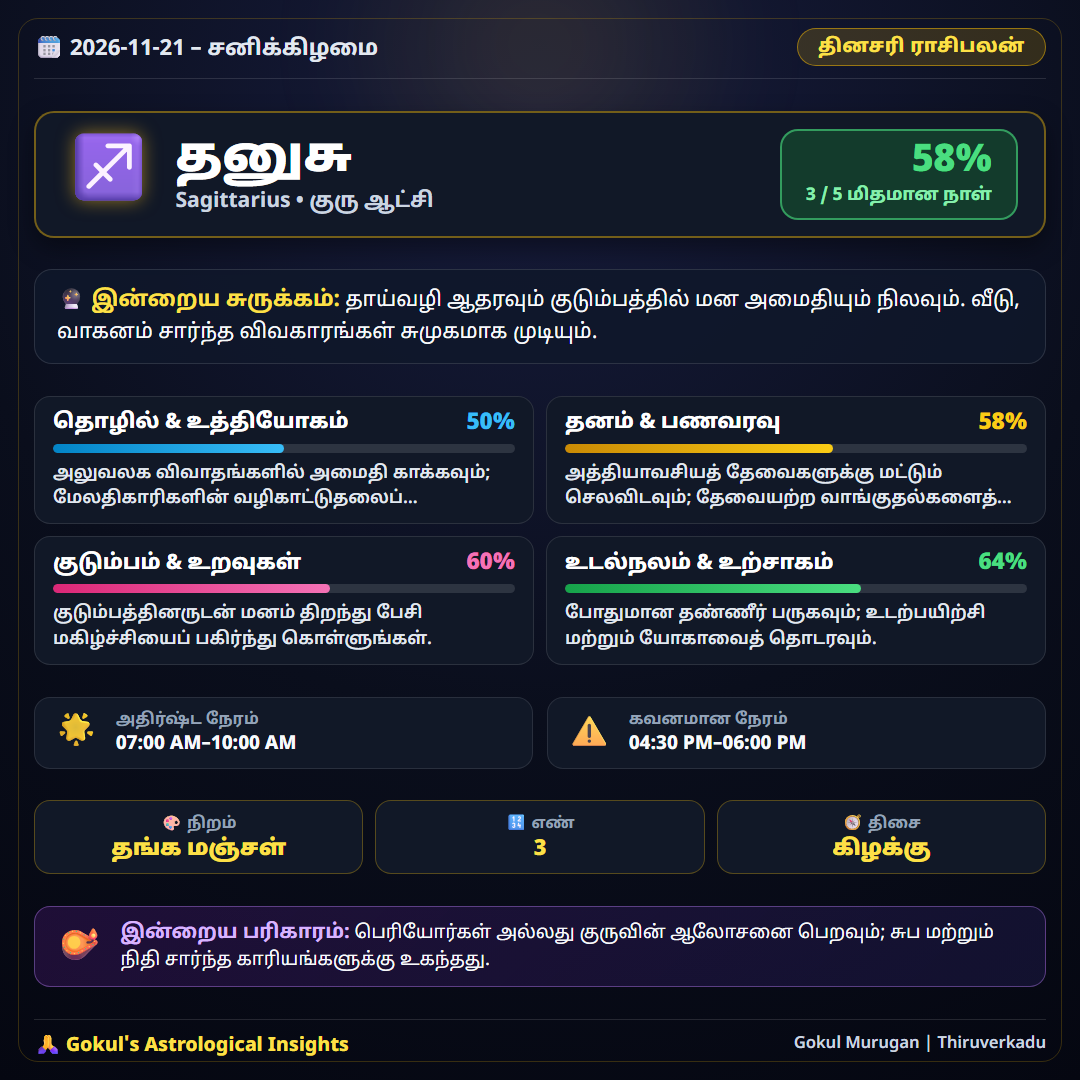 2026-11-21 – சனிக்கிழமை
தினசரி ராசிபலன்
தனுசு
Sagittarius • குரு ஆட்சி
58%
3 / 5 மிதமான நாள்
இன்றைய சுருக்கம்: தாய்வழி ஆதரவும் குடும்பத்தில் மன அமைதியும் நிலவும். வீடு,
வாகனம் சார்ந்த விவகாரங்கள் சுமுகமாக முடியும்.
தொழில் & உத்தியோகம் 50%
அலுவலக விவாதங்களில் அமைதி காக்கவும்;
மேலதிகாரிகளின் வழிகாட்டுதலைப்...
தனம் & பணவரவு 58%
அத்தியாவசியத் தேவைகளுக்கு மட்டும்
செலவிடவும்; தேவையற்ற வாங்குதல்களைத்...
குடும்பம் & உறவுகள் 60%
குடும்பத்தினருடன் மனம் திறந்து பேசி
மகிழ்ச்சியைப் பகிர்ந்து கொள்ளுங்கள்.
உடல்நலம் & உற்சாகம் 64%
போதுமான தண்ணீர் பருகவும்; உடற்பயிற்சி
மற்றும் யோகாவைத் தொடரவும்.
அதிர்ஷ்ட நேரம்
07:00 AM–10:00 AM
கவனமான நேரம்
04:30 PM–06:00 PM
நிறம்
தங்க மஞ்சள்
எண்
3
திசை
கிழக்கு
இன்றைய பரிகாரம்: பெரியோர்கள் அல்லது குருவின் ஆலோசனை பெறவும்; சுப மற்றும்
நிதி சார்ந்த காரியங்களுக்கு உகந்தது.
Gokul's Astrological Insights
Gokul Murugan | Thiruverkadu